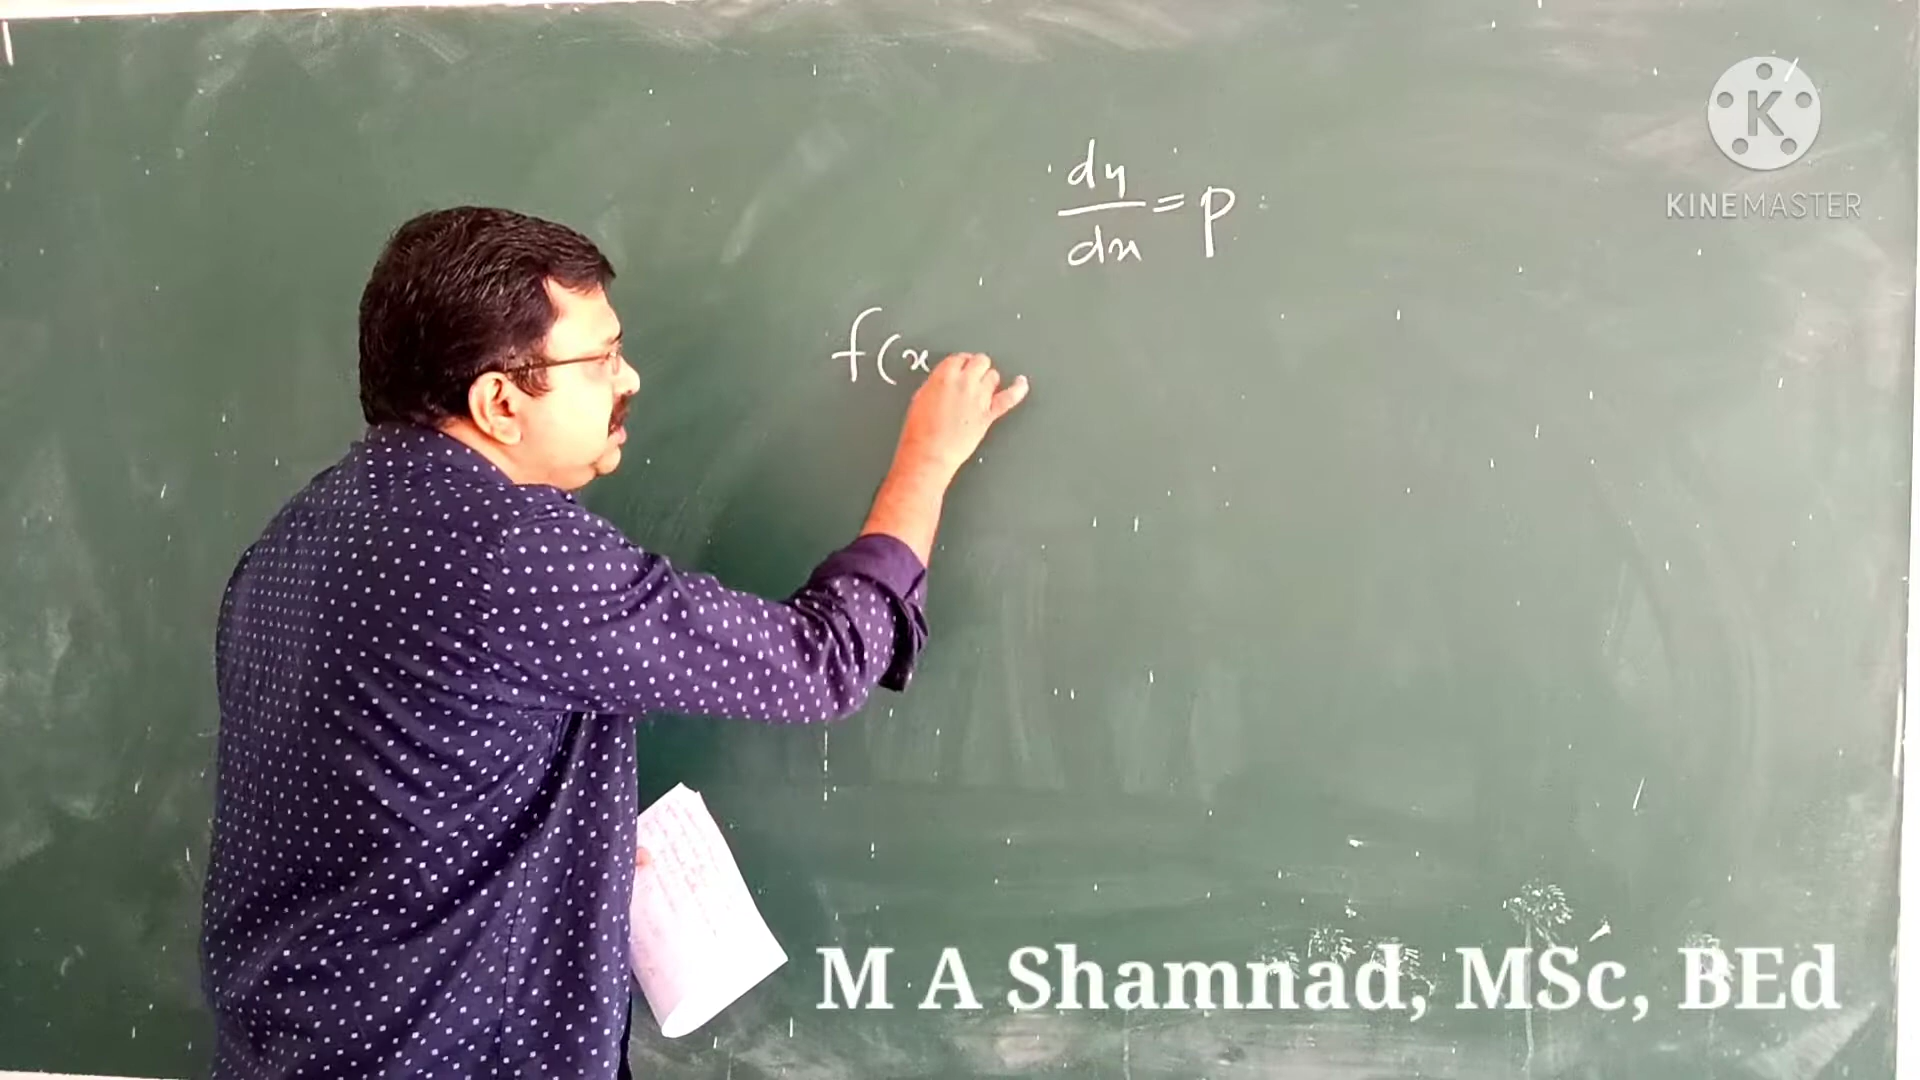 dy
dx = p
f(x
K
KINEMASTER
M A Shamnad, MSc, BEd